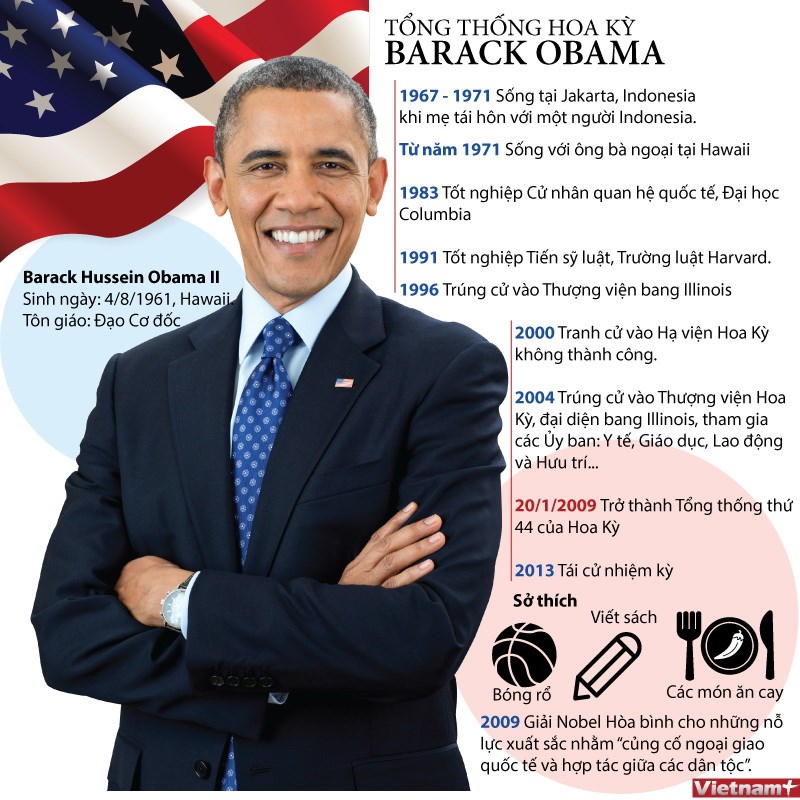 TỔNG THỐNG HOA KỲ
BARACK OBAMA
1967 - 1971 Sống tại Jakarta, Indonesia
khi mẹ tái hôn với một người Indonesia.
Từ năm 1971 Sống với ông bà ngoại tại Hawaii
1983 Tốt nghiệp Cử nhân quan hệ quốc tế, Đại học
Columbia
1991 Tốt nghiệp Tiến sỹ luật, Trường luật Harvard.
1996 Trúng cử vào Thượng viện bang Illinois
Barack Hussein Obama II
Sinh ngày: 4/8/1961, Hawaii.
Tôn giáo: Đạo Cơ đốc
2000 Tranh cử vào Hạ viện Hoa Kỳ
không thành công.
2004 Trúng cử vào Thượng viện Hoa
Kỳ, đại diện bang Illinois, tham gia
các Ủy ban: Y tế, Giáo dục, Lao động
và Hưu trí...
20/1/2009 Trở thành Tổng thống thứ
44 của Hoa Kỳ
2013 Tái cử nhiệm kỳ
Sở thích
Viết sách
Bóng rổ
Các món ăn cay
2009 Giải Nobel Hòa bình cho những nỗ
lực xuất sắc nhằm “củng cố ngoại giao
quốc tế và hợp tác giữa các dân tộc”.
Vietnam+